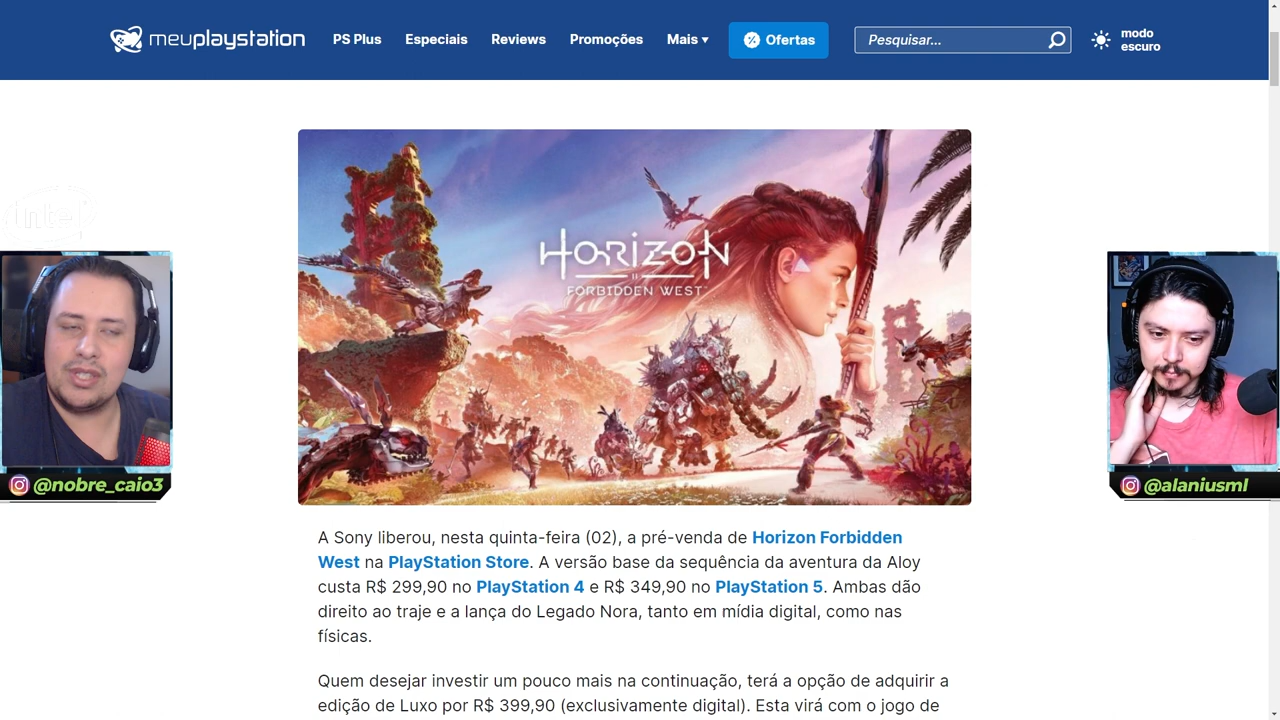 meuplaystation PS Plus Especiais Reviews Promoções Mais Ofertas Pesquisar... modo escuro
HORIZON
FORBIDDEN WEST
intel
@nobre_caio3
@alaniusml
A Sony liberou, nesta quinta-feira (02), a pré-venda de Horizon Forbidden
West na PlayStation Store. A versão base da sequência da aventura da Aloy
custa R$ 299,90 no PlayStation 4 e R$ 349,90 no PlayStation 5. Ambas dão
direito ao traje e a lança do Legado Nora, tanto em mídia digital, como nas
físicas.
Quem desejar investir um pouco mais na continuação, terá a opção de adquirir a
edição de Luxo por R$ 399,90 (exclusivamente digital). Esta virá com o jogo de